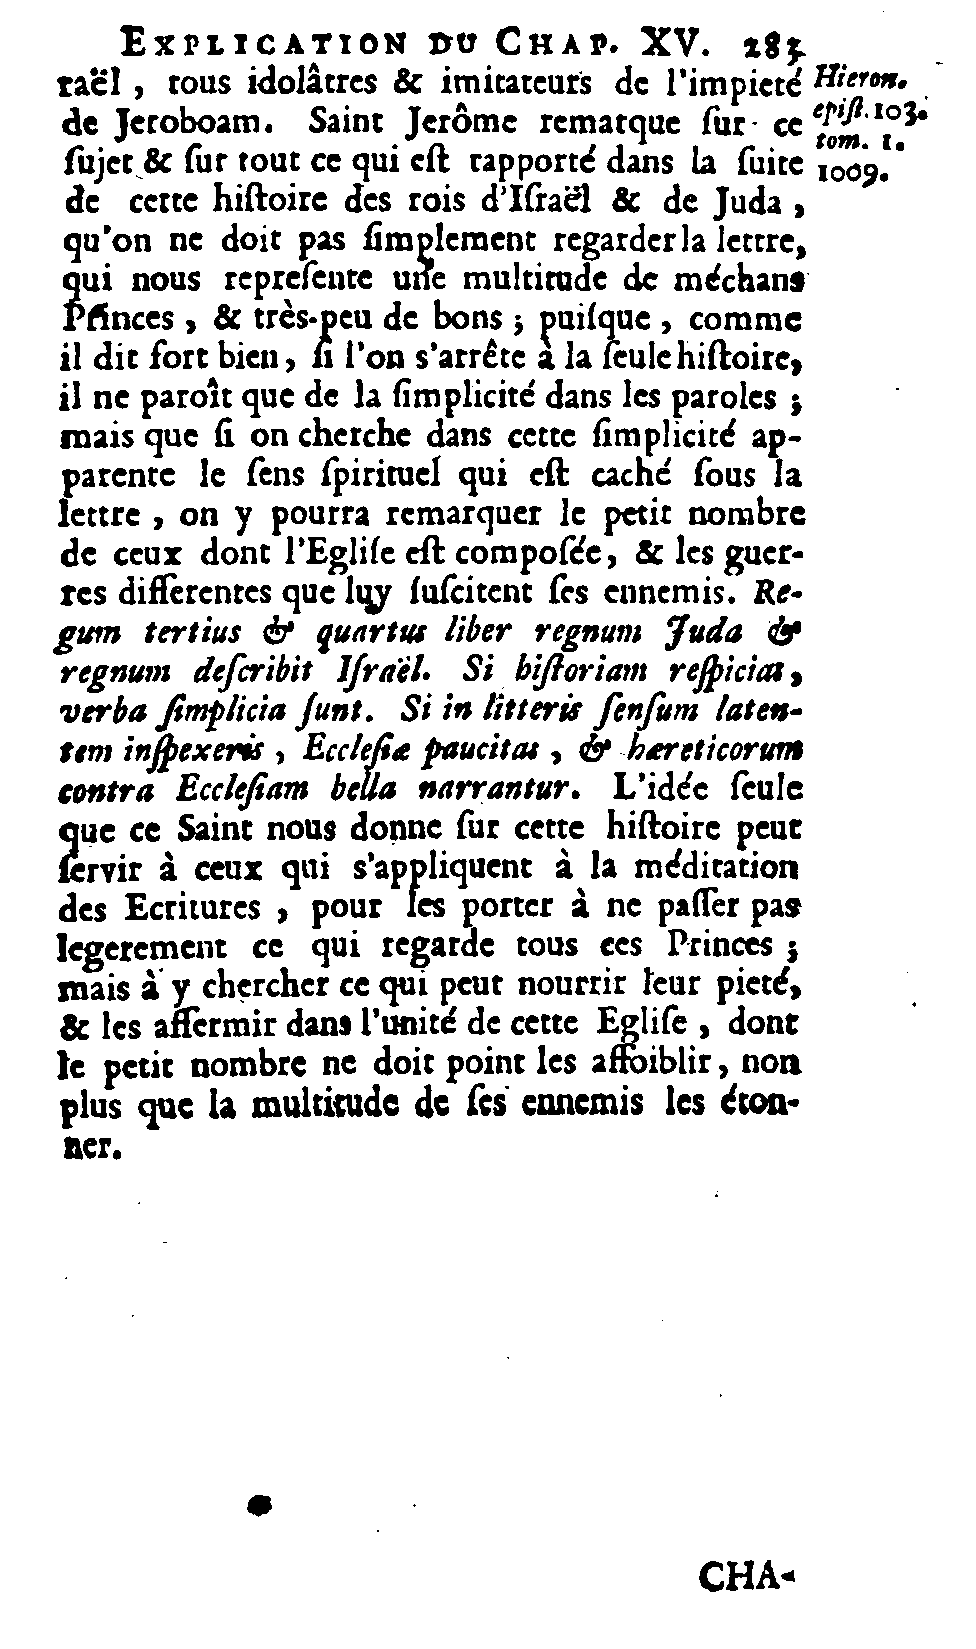 EXPLICATION DU CHAP. XV. 285
raël, tous idolâtres & imitateurs de l'impieté
de Jeroboam. Saint Jerôme remarque ſur ce
ſujet & ſur tout ce qui eſt rapporté dans la ſuite
de cette hiſtoire des rois d'Iſraël & de Juda,
qu'on ne doit pas ſimplement regarder la lettre,
qui nous repreſente une multitude de méchans
Princes, & très-peu de bons; puiſque, comme
il dit fort bien, ſi l'on s'arrête à la ſeule hiſtoire,
il ne paroît que de la ſimplicité dans les paroles;
mais que ſi on cherche dans cette ſimplicité ap-
parente le ſens ſpirituel qui eſt caché ſous la
lettre, on y pourra remarquer le petit nombre
de ceux dont l'Egliſe eſt compoſée, & les guer-
res differentes que luy ſuſcitent ſes ennemis. Re-
gum tertius & quartus liber regnum Juda &
regnum deſcribit Iſraël. Si hiſtoriam reſpicias,
verba ſimplicia ſunt. Si in litteris ſenſum laten-
tem inſpexeris, Eccleſiæ paucitas, & hæreticorum
contra Eccleſiam bella narrantur. L'idée ſeule
que ce Saint nous donne ſur cette hiſtoire peut
ſervir à ceux qui s'appliquent à la méditation
des Ecritures, pour les porter à ne paſſer pas
legerement ce qui regarde tous ces Princes;
mais à y chercher ce qui peut nourrir leur pieté,
& les affermir dans l'unité de cette Egliſe, dont
le petit nombre ne doit point les affoiblir, non
plus que la multitude de ſes ennemis les éton-
ner.
Hieron.
epiſt. 103.
tom. 1.
1009.
CHA-